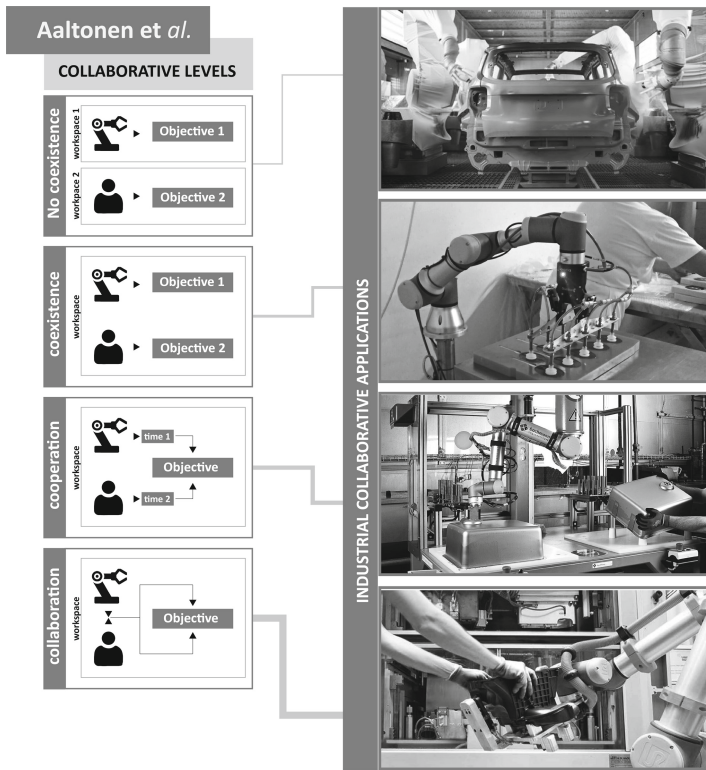 Aaltonen et al.
COLLABORATIVE LEVELS
No coexistence
workspace 1
Objective 1
workpace 2
Objective 2
coexistence
workspace
Objective 1
Objective 2
cooperation
workspace
time 1
Objective
time 2
collaboration
workspace
Objective
INDUSTRIAL COLLABORATIVE APPLICATIONS